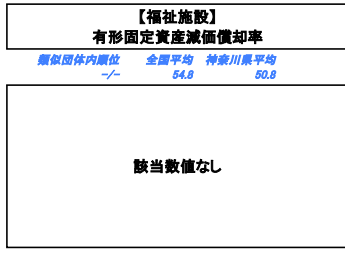 【福祉施設】
有形固定資産減価償却率
類似団体内順位 全国平均 神奈川県平均
-/- 54.8 50.8
該当数値なし